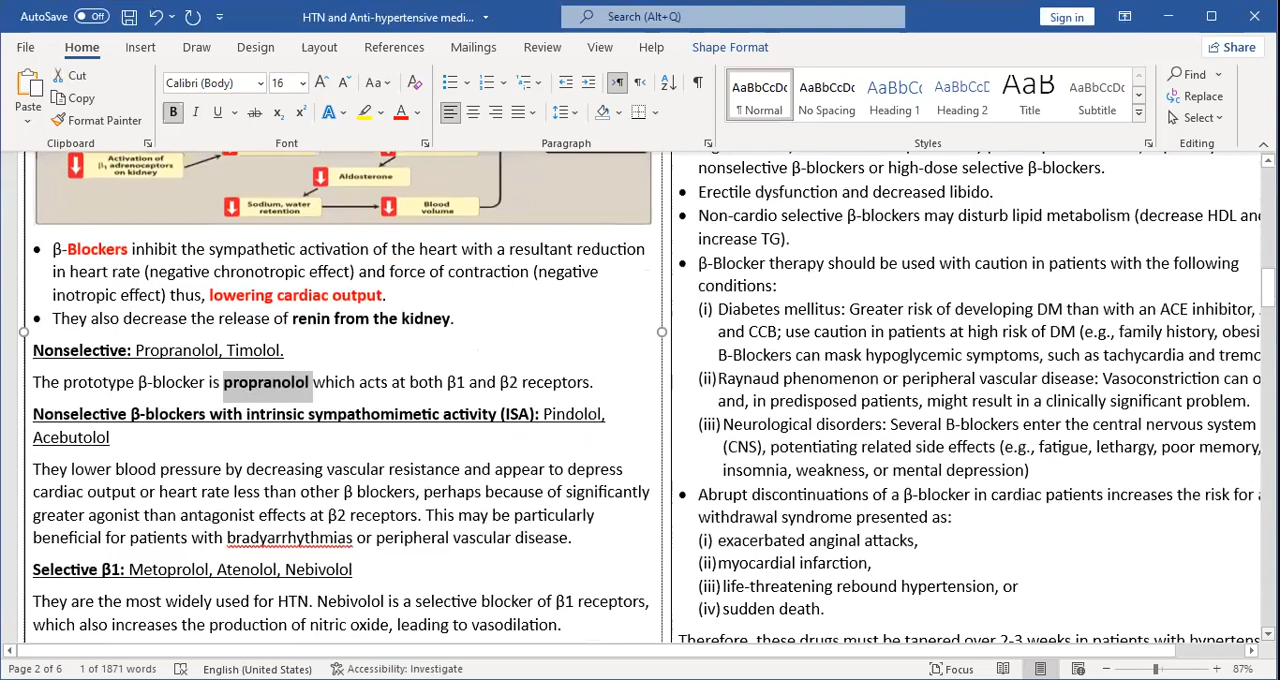 AutoSave Off HTN and Anti-hypertensive medi... Search (Alt+Q) Sign in
File Home Insert Draw Design Layout References Mailings Review View Help Shape Format Share
Paste Cut Copy Format Painter
Calibri (Body) 16
AaBbCcDc AaBbCcDc AaBbCc AaBbCcD AaB AaBbCcDc
¶ Normal No Spacing Heading 1 Heading 2 Title Subtitle
Find Replace Select
Clipboard Font Paragraph Styles Editing
Activation of
β1 adrenoceptors
on kidney
Aldosterone
Sodium, water
retention
Blood
volume
• β-Blockers inhibit the sympathetic activation of the heart with a resultant reduction
in heart rate (negative chronotropic effect) and force of contraction (negative
inotropic effect) thus, lowering cardiac output.
• They also decrease the release of renin from the kidney.
Nonselective: Propranolol, Timolol.
The prototype β-blocker is propranolol which acts at both β1 and β2 receptors.
Nonselective β-blockers with intrinsic sympathomimetic activity (ISA): Pindolol,
Acebutolol
They lower blood pressure by decreasing vascular resistance and appear to depress
cardiac output or heart rate less than other β blockers, perhaps because of significantly
greater agonist than antagonist effects at β2 receptors. This may be particularly
beneficial for patients with bradyarrhythmias or peripheral vascular disease.
Selective β1: Metoprolol, Atenolol, Nebivolol
They are the most widely used for HTN. Nebivolol is a selective blocker of β1 receptors,
which also increases the production of nitric oxide, leading to vasodilation.
nonselective β-blockers or high-dose selective β-blockers.
• Erectile dysfunction and decreased libido.
• Non-cardio selective β-blockers may disturb lipid metabolism (decrease HDL and
increase TG).
• β-Blocker therapy should be used with caution in patients with the following
conditions:
(i) Diabetes mellitus: Greater risk of developing DM than with an ACE inhibitor,
and CCB; use caution in patients at high risk of DM (e.g., family history, obesi
B-Blockers can mask hypoglycemic symptoms, such as tachycardia and tremo
(ii) Raynaud phenomenon or peripheral vascular disease: Vasoconstriction can o
and, in predisposed patients, might result in a clinically significant problem.
(iii) Neurological disorders: Several B-blockers enter the central nervous system
(CNS), potentiating related side effects (e.g., fatigue, lethargy, poor memory,
insomnia, weakness, or mental depression)
• Abrupt discontinuations of a β-blocker in cardiac patients increases the risk for a
withdrawal syndrome presented as:
(i) exacerbated anginal attacks,
(ii) myocardial infarction,
(iii) life-threatening rebound hypertension, or
(iv) sudden death.
Therefore, these drugs must be tapered over 2-3 weeks in patients with hypertens
Page 2 of 6 1 of 1871 words English (United States) Accessibility: Investigate Focus 87%